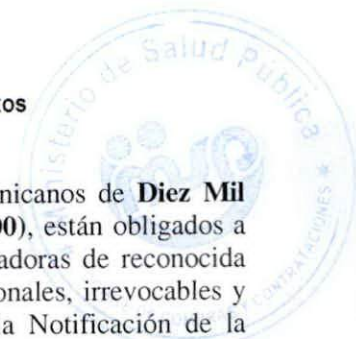 Ministerio de Salud Pública
tos
nicanos de Diez Mil
00), están obligados a
adoras de reconocida
onales, irrevocables y
a Notificación de la
CONTRATACIONES *